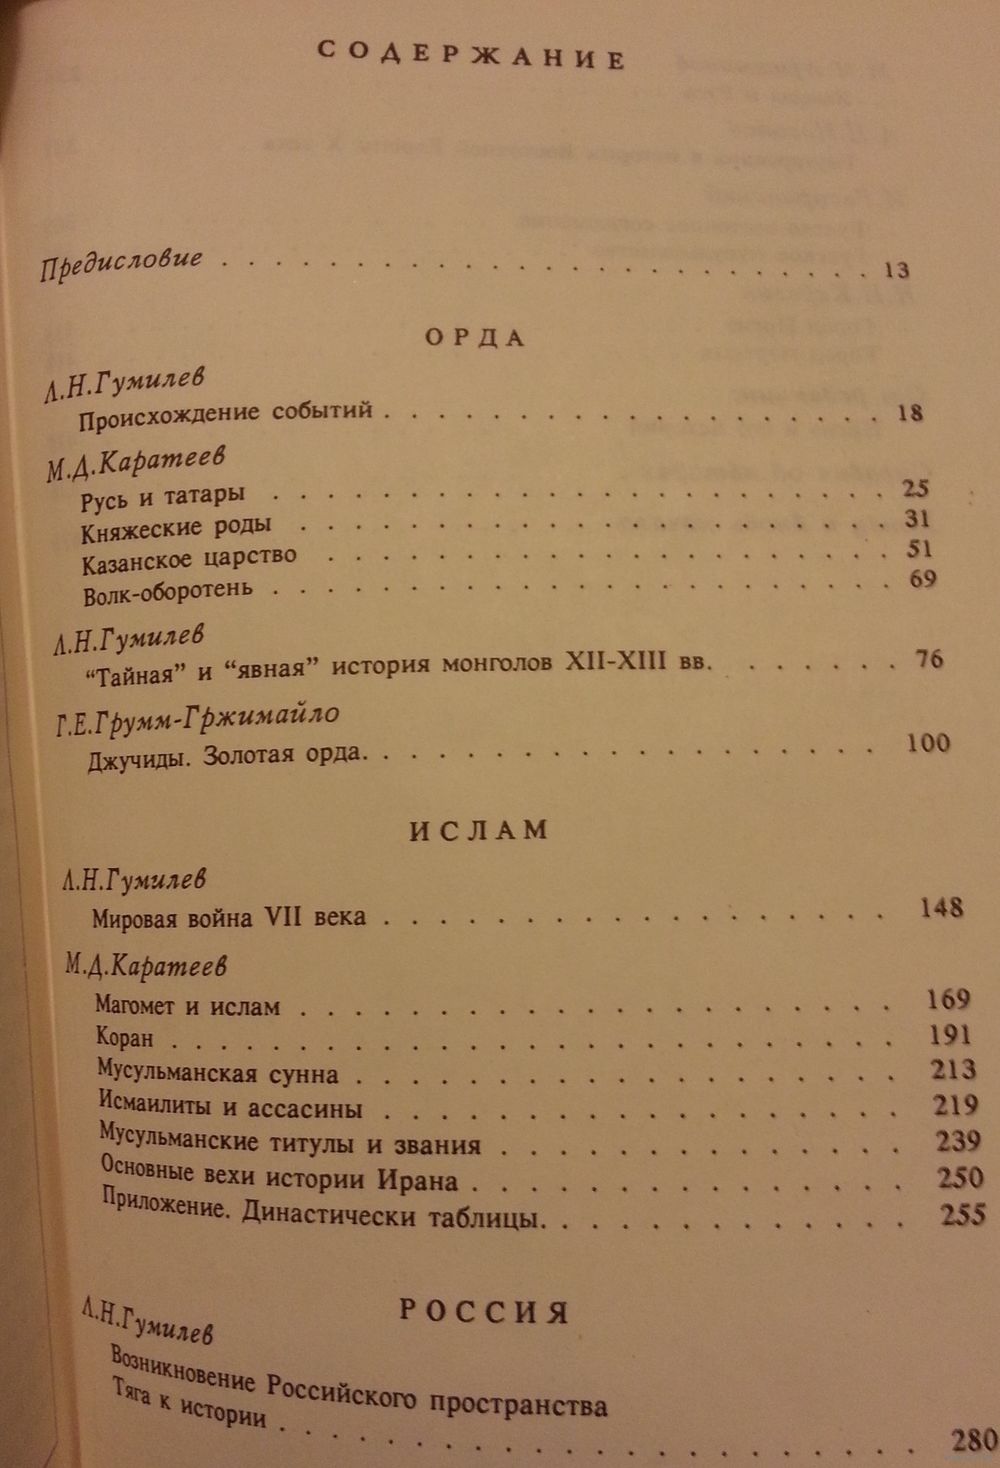 СОДЕРЖАНИЕ
Предисловие . . . . . . . . . . . . . . . . . . . . . . . . 13
ОРДА
Л.Н.Гумилев
Происхождение событий . . . . . . . . . . . . . . . . . . 18
М.Д.Каратеев
Русь и татары . . . . . . . . . . . . . . . . . . . . . . 25
Княжеские роды . . . . . . . . . . . . . . . . . . . . . 31
Казанское царство . . . . . . . . . . . . . . . . . . . . 51
Волк-оборотень . . . . . . . . . . . . . . . . . . . . . . 69
Л.Н.Гумилев
“Тайная” и “явная” история монголов XII-XIII вв. . . . . . . . 76
Г.Е.Грумм-Гржимайло
Джучиды. Золотая орда. . . . . . . . . . . . . . . . . . . 100
ИСЛАМ
Л.Н.Гумилев
Мировая война VII века . . . . . . . . . . . . . . . . . . 148
М.Д.Каратеев
Магомет и ислам . . . . . . . . . . . . . . . . . . . . . 169
Коран . . . . . . . . . . . . . . . . . . . . . . . . . . 191
Мусульманская сунна . . . . . . . . . . . . . . . . . . . 213
Исмаилиты и ассасины . . . . . . . . . . . . . . . . . . 219
Мусульманские титулы и звания . . . . . . . . . . . . . . 239
Основные вехи истории Ирана . . . . . . . . . . . . . . . . 250
Приложение. Династически таблицы. . . . . . . . . . . . . . 255
РОССИЯ
Л.Н.Гумилев
Возникновение Российского пространства
Тяга к истории . . . . . . . . . . . . . . . . . . . . . . 280